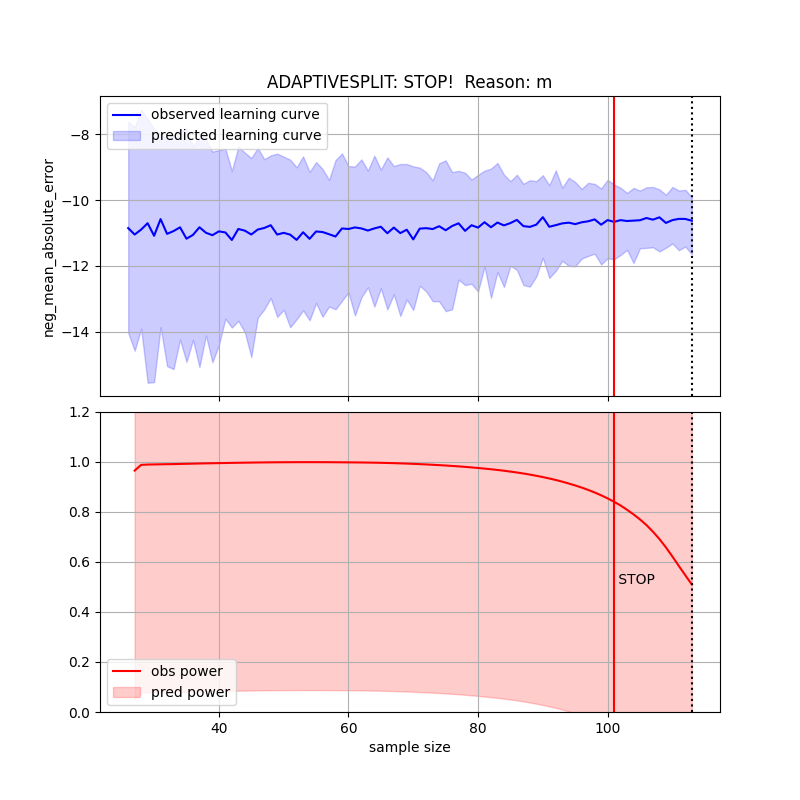 ADAPTIVESPLIT: STOP!  Reason: m
observed learning curve
predicted learning curve
neg_mean_absolute_error
−8
−10
−12
−14
1.2
1.0
0.8
0.6
0.4
0.2
0.0
STOP
obs power
pred power
40
60
80
100
sample size